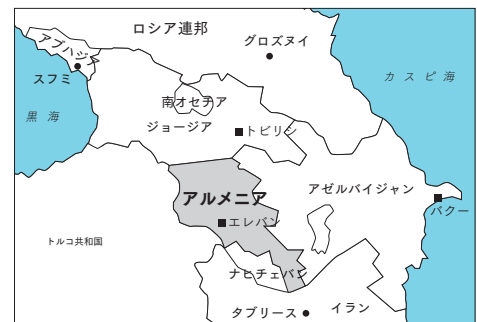 ロシア連邦
グロズヌイ
アブハジア
スフミ
カスピ海
黒海
南オセチア
ジョージア
トビリシ
アルメニア
アゼルバイジャン
エレバン
バクー
トルコ共和国
ナヒチェバン
タブリース
イラン